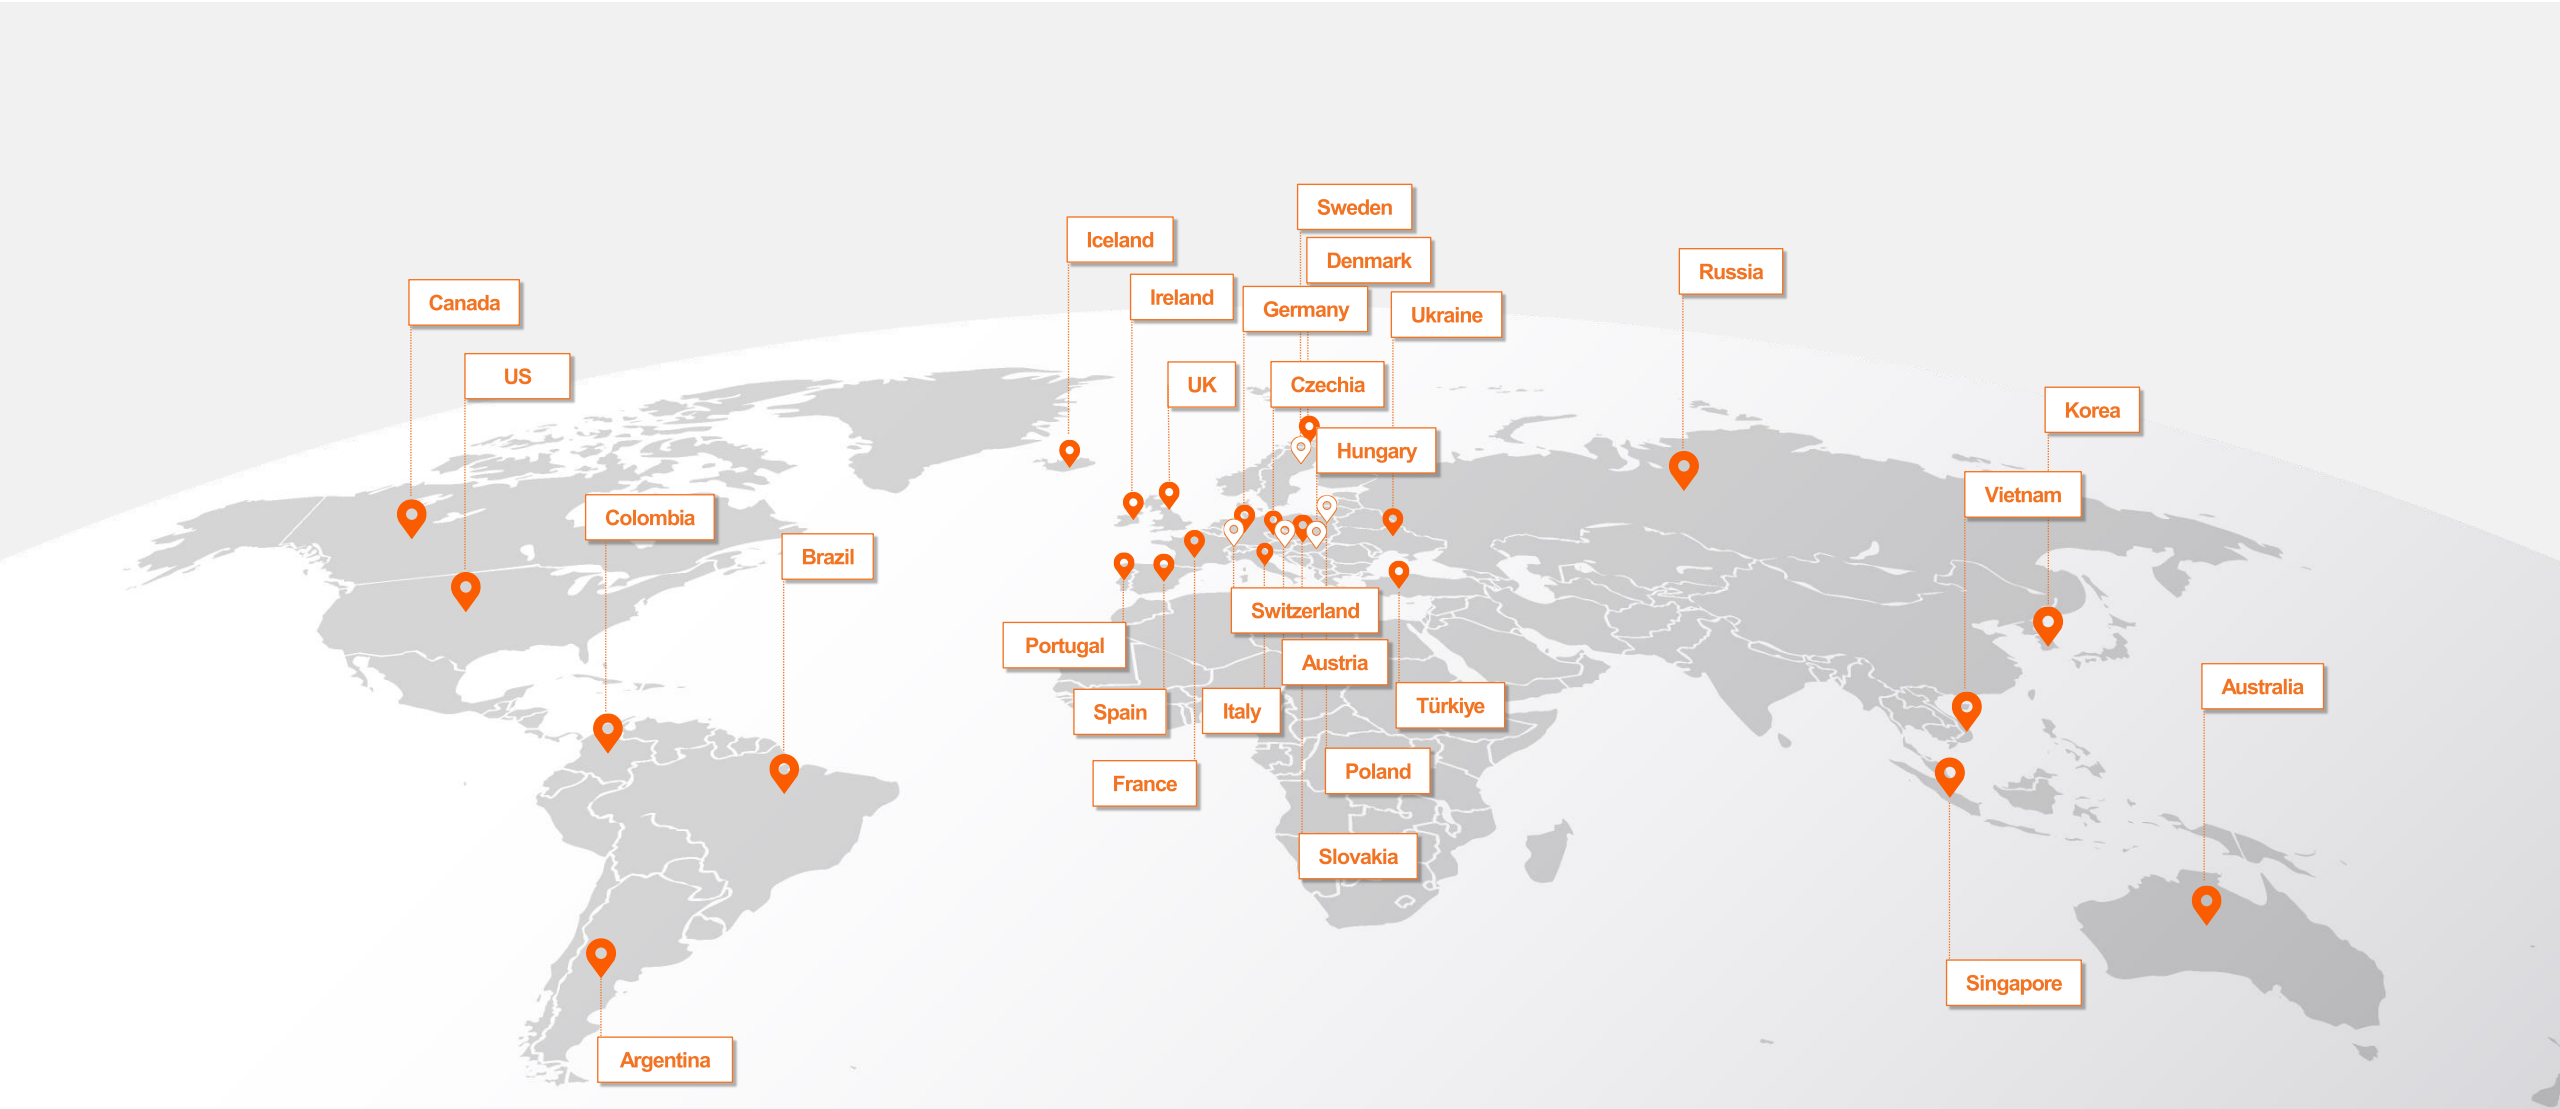 Sweden
Iceland
Denmark
Russia
Ireland
Canada
Germany
Ukraine
US
UK
Czechia
Korea
Hungary
Vietnam
Colombia
Brazil
Switzerland
Portugal
Austria
Australia
Türkiye
Spain
Italy
Poland
France
Slovakia
Singapore
Argentina